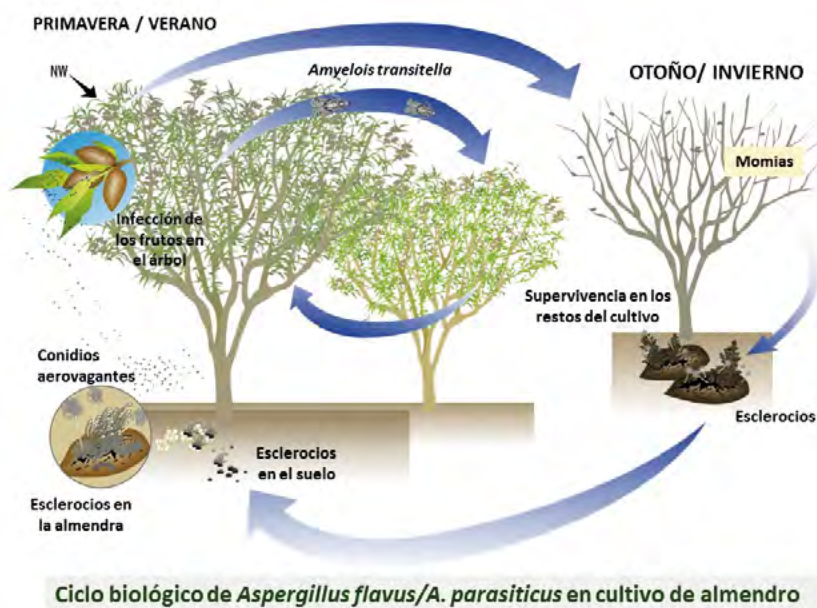 PRIMAVERA / VERANO
NW
Amyelois transitella
OTOÑO/ INVIERNO
Momias
Infección de
los frutos en
el árbol
Supervivencia en los
restos del cultivo
Conidios
aerovagantes
Esclerocios
Esclerocios
en el suelo
Esclerocios en
la almendra
Ciclo biológico de Aspergillus flavus/A. parasiticus en cultivo de almendro